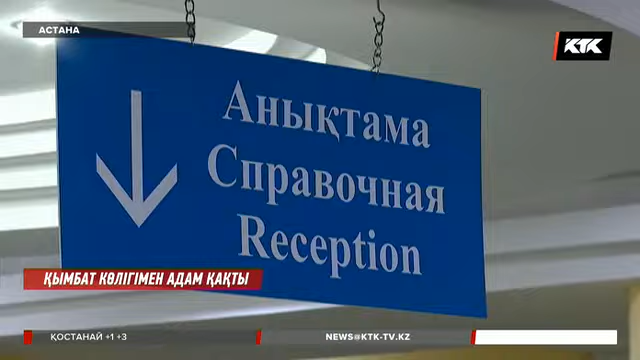 АСТАНА
КТК
Анықтама
Справочная
Reception
ҚЫМБАТ КӨЛІГІМЕН АДАМ ҚАҚТЫ
ҚОСТАНАЙ +1 +3
NEWS@KTK-TV.KZ